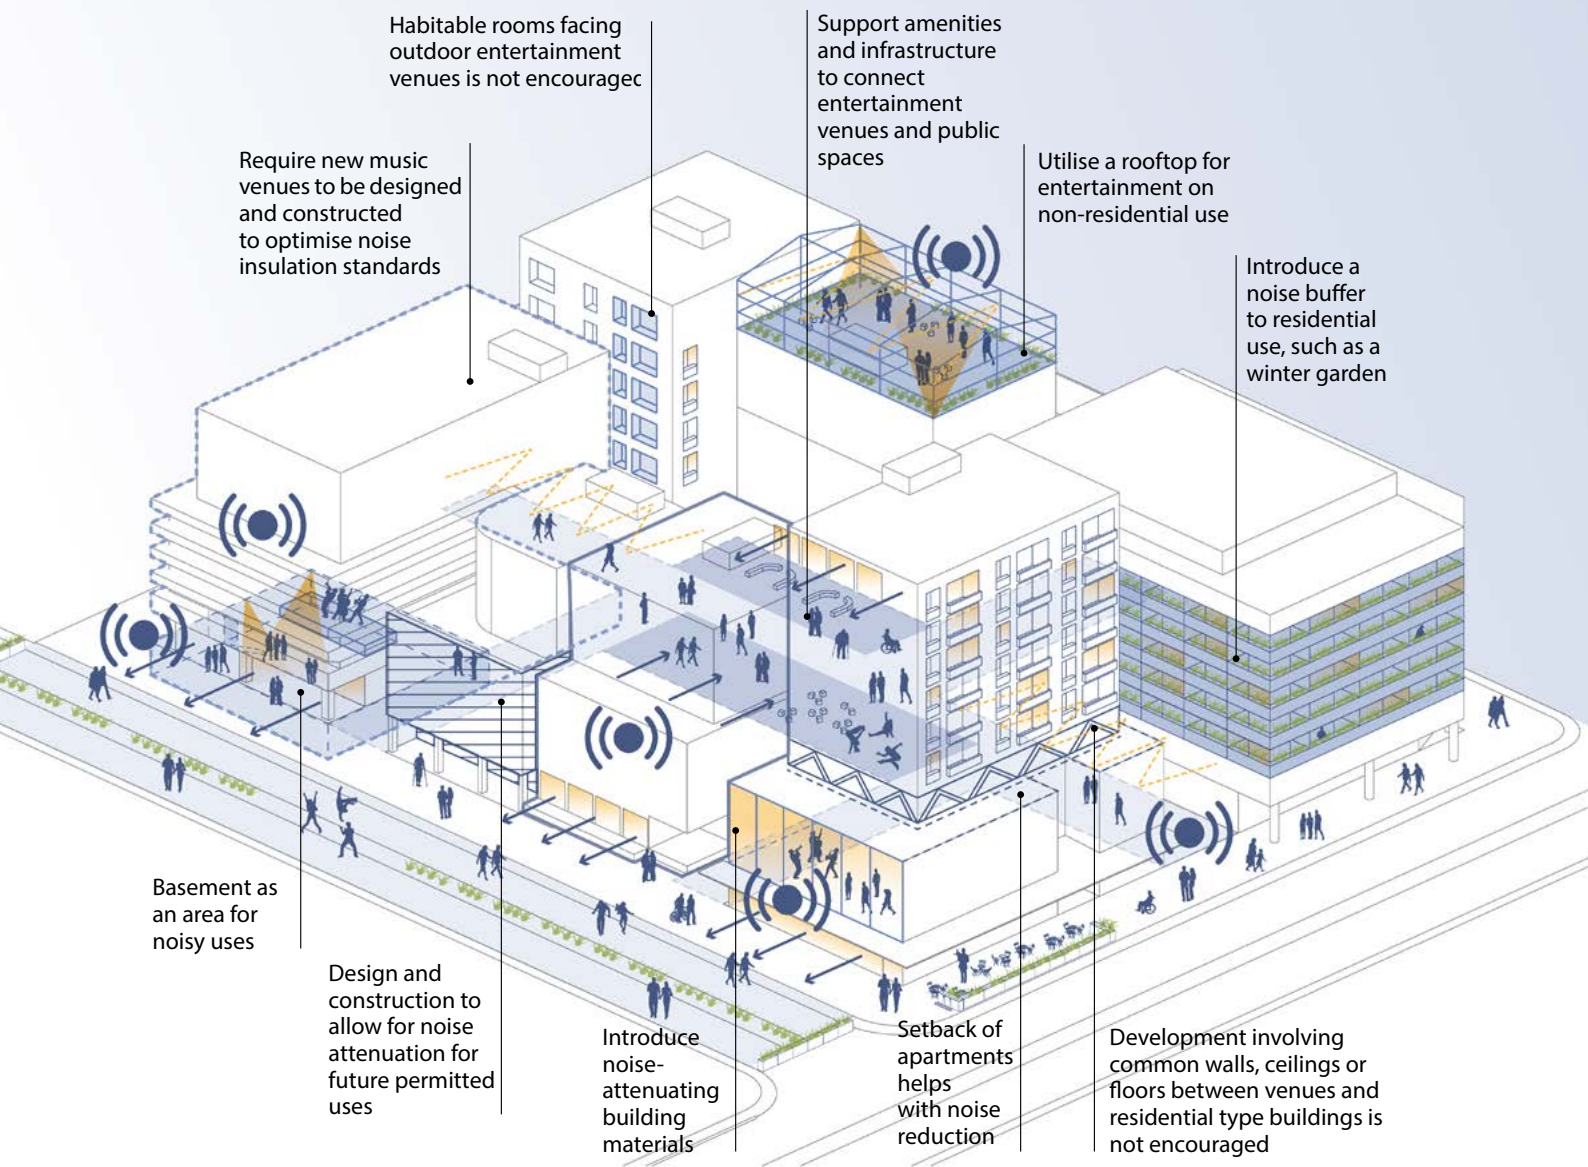 Habitable rooms facing
outdoor entertainment
venues is not encouraged
Support amenities
and infrastructure
to connect
entertainment
venues and public
spaces
Require new music
venues to be designed
and constructed
to optimise noise
insulation standards
Utilise a rooftop for
entertainment on
non-residential use
Introduce a
noise buffer
to residential
use, such as a
winter garden
Basement as
an area for
noisy uses
Design and
construction to
allow for noise
attenuation for
future permitted
uses
Introduce
noise-
attenuating
building
materials
Setback of
apartments
helps
with noise
reduction
Development involving
common walls, ceilings or
floors between venues and
residential type buildings is
not encouraged